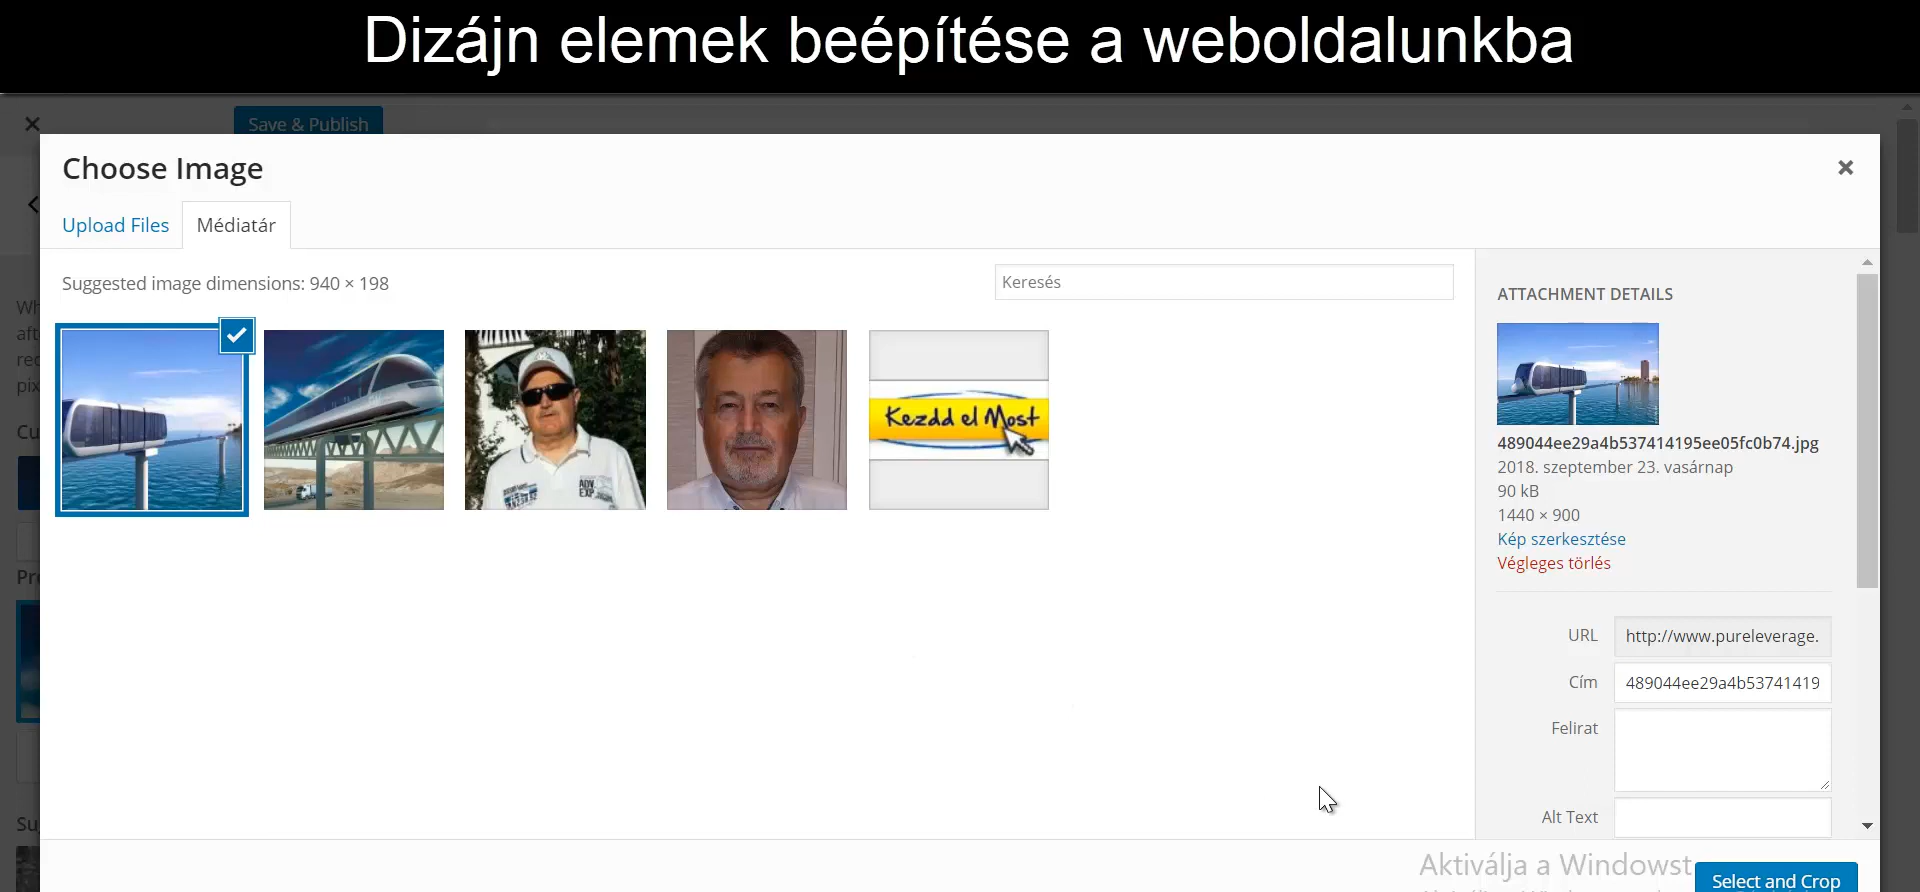 Dizájn elemek beépítése a weboldalunkba
Save & Publish
Choose Image
Upload Files
Médiatár
Suggested image dimensions: 940 × 198
Keresés
Kezdd el Most
ADV
EXP
ATTACHMENT DETAILS
489044ee29a4b537414195ee05fc0b74.jpg
2018. szeptember 23. vasárnap
90 kB
1440 × 900
Kép szerkesztése
Végleges törlés
URL http://www.pureleverage.
Cím 489044ee29a4b53741419
Felirat
Alt Text
Aktiválja a Windowst
Select and Crop